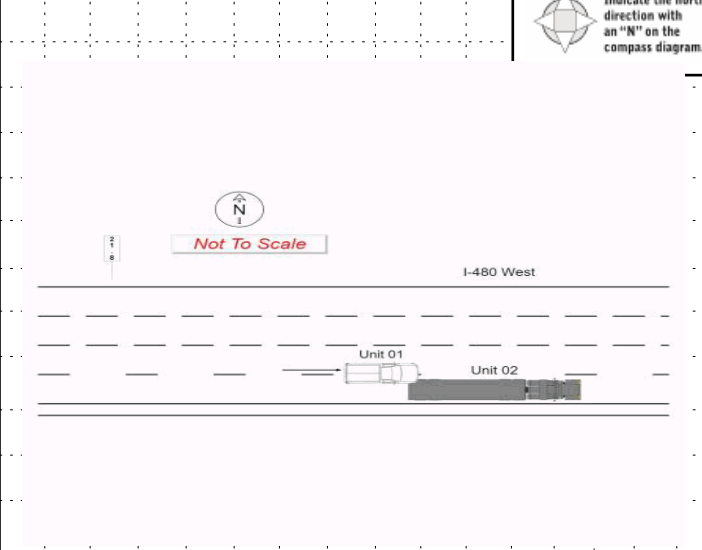 Indicate the north
direction with
an "N" on the
compass diagram.
N
Not To Scale
I-480 West
Unit 01
Unit 02